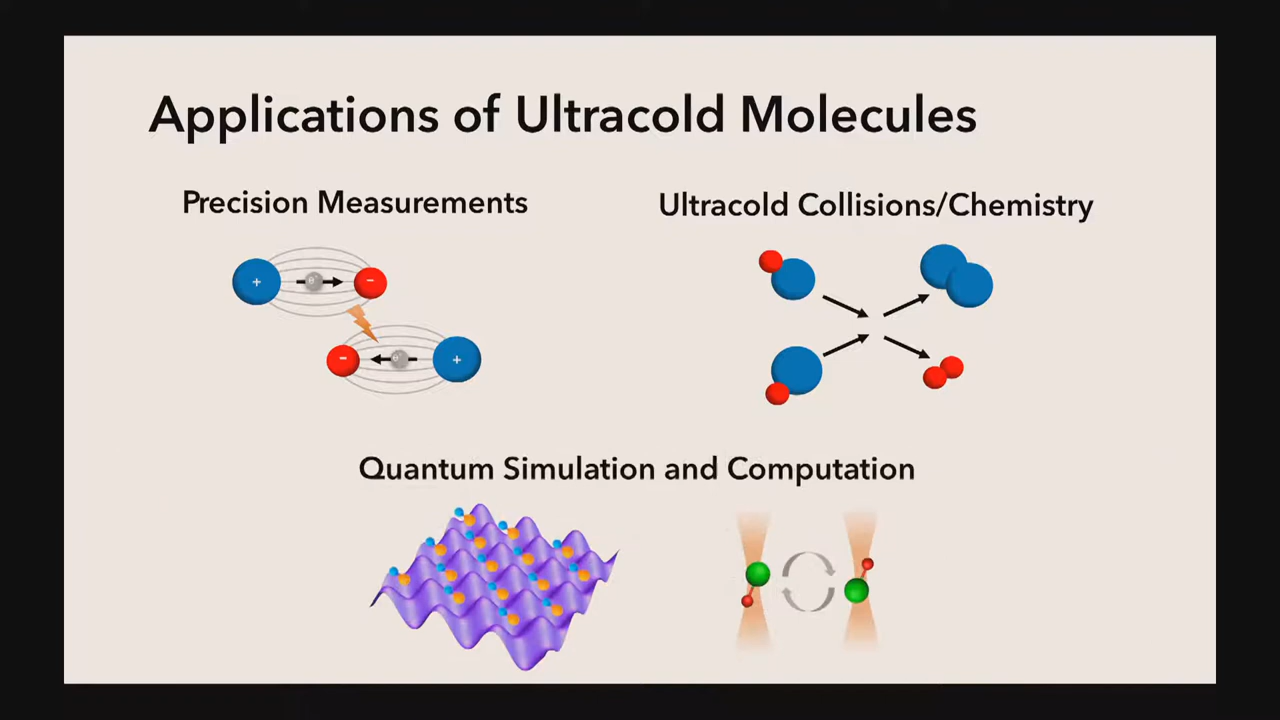 Applications of Ultracold Molecules
Precision Measurements
Ultracold Collisions/Chemistry
+
e
−
−
e
+
Quantum Simulation and Computation